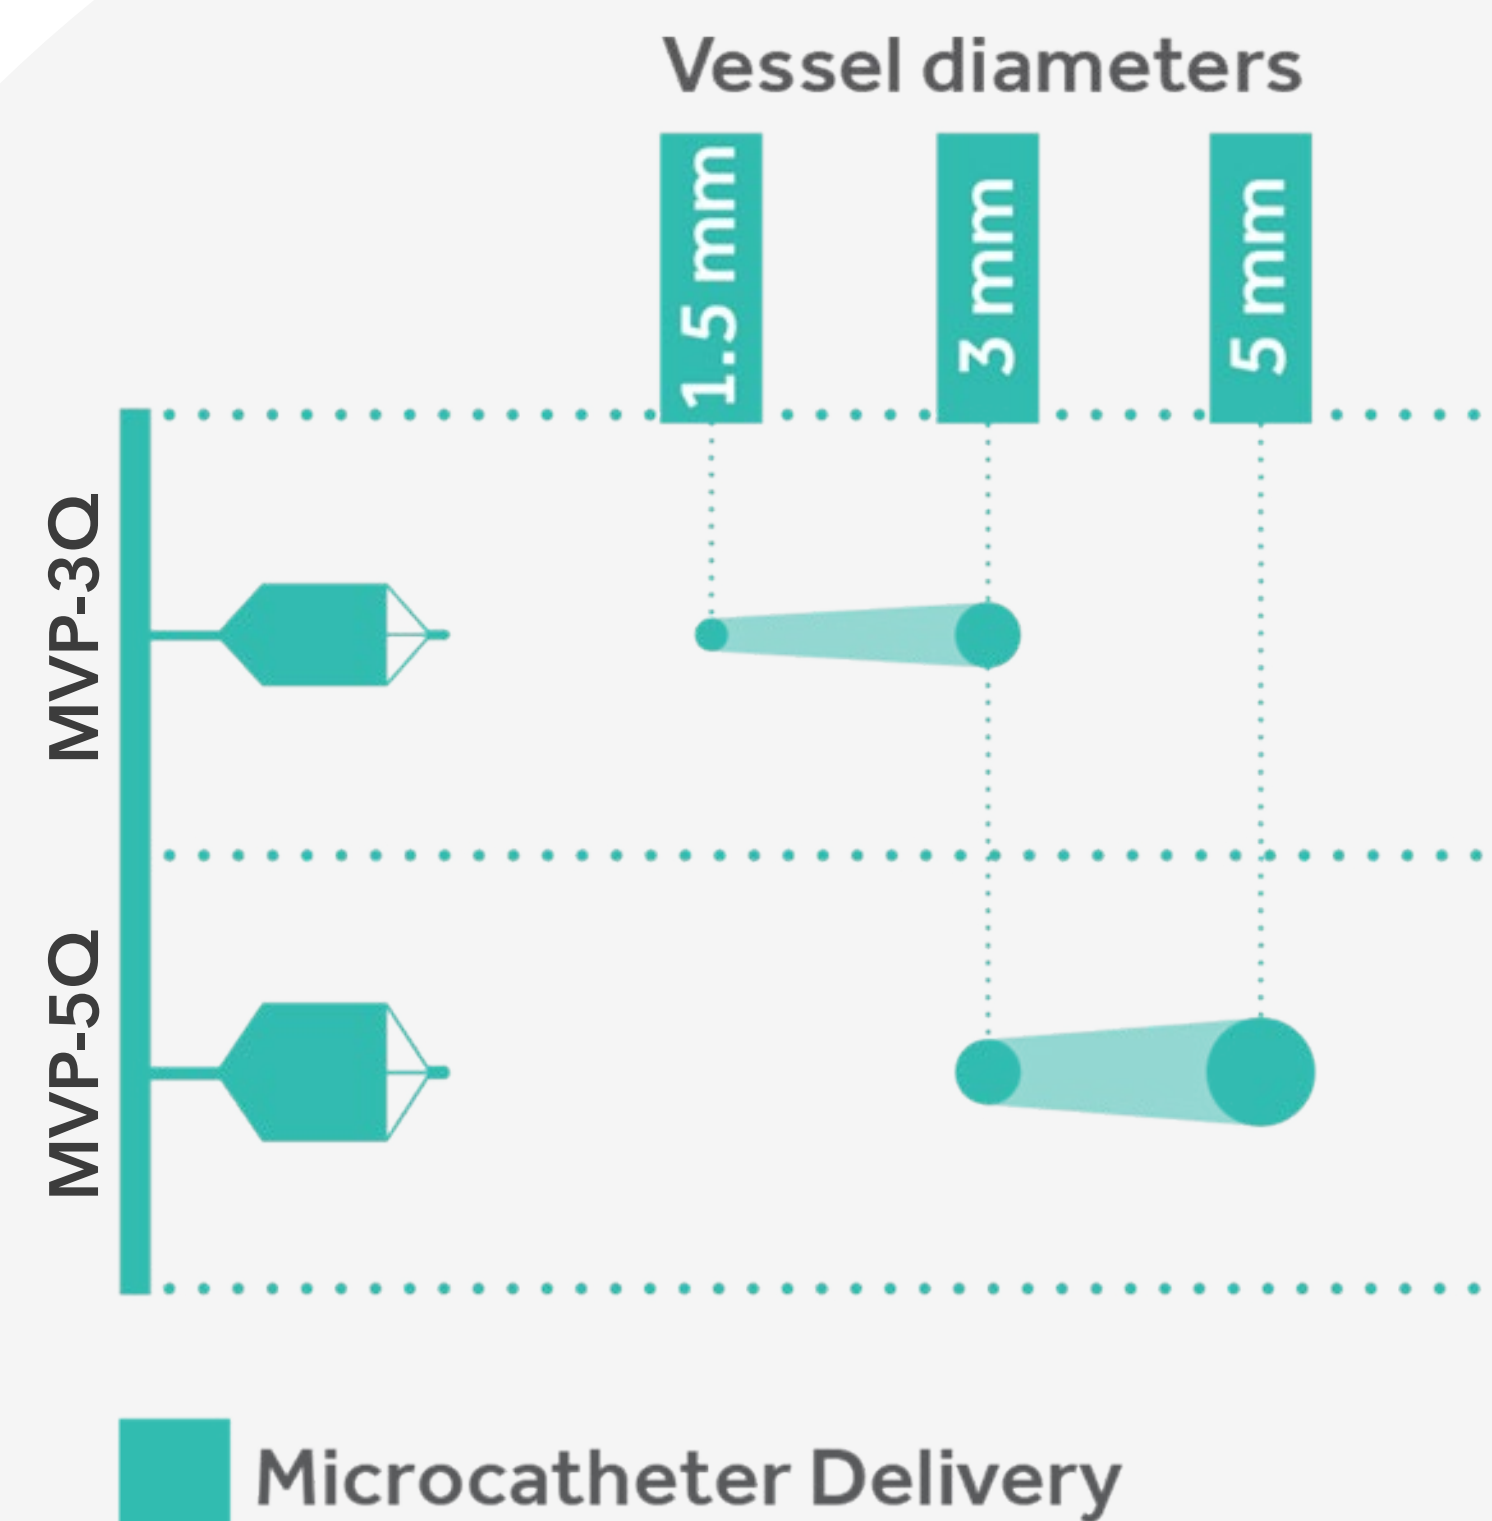 Vessel diameters
1.5 mm
3 mm
5 mm
MVP-3Q
MVP-5Q
Microcatheter Delivery